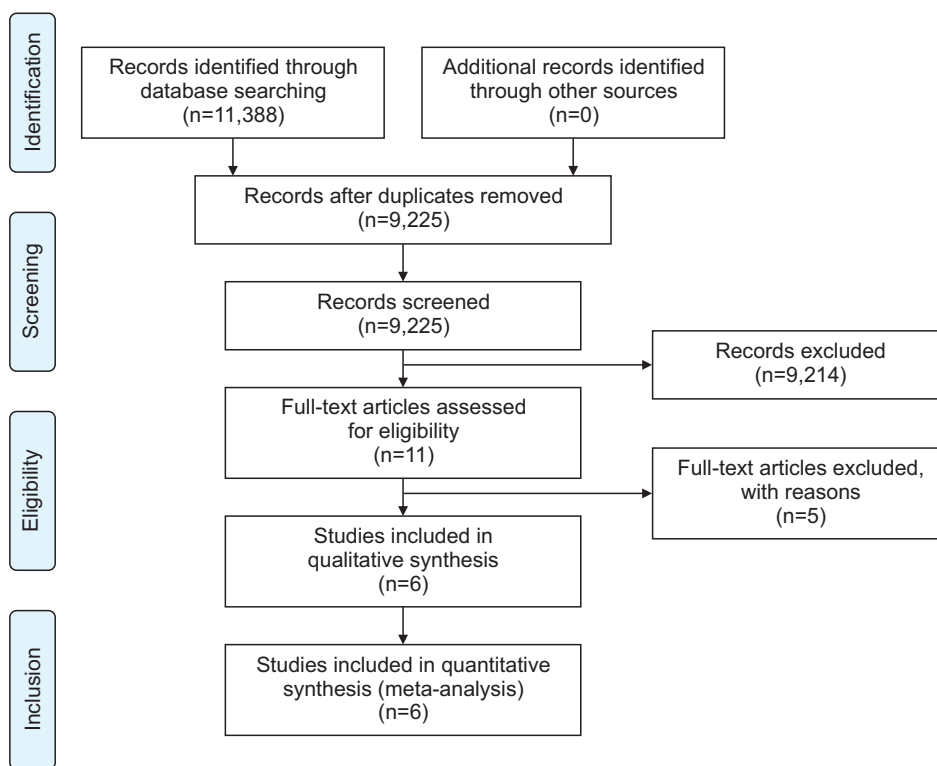 Identification
Records identified through
database searching
(n=11,388)
Additional records identified
through other sources
(n=0)
Records after duplicates removed
(n=9,225)
Screening
Records screened
(n=9,225)
Records excluded
(n=9,214)
Eligibility
Full-text articles assessed
for eligibility
(n=11)
Full-text articles excluded,
with reasons
(n=5)
Studies included in
qualitative synthesis
(n=6)
Inclusion
Studies included in quantitative
synthesis (meta-analysis)
(n=6)